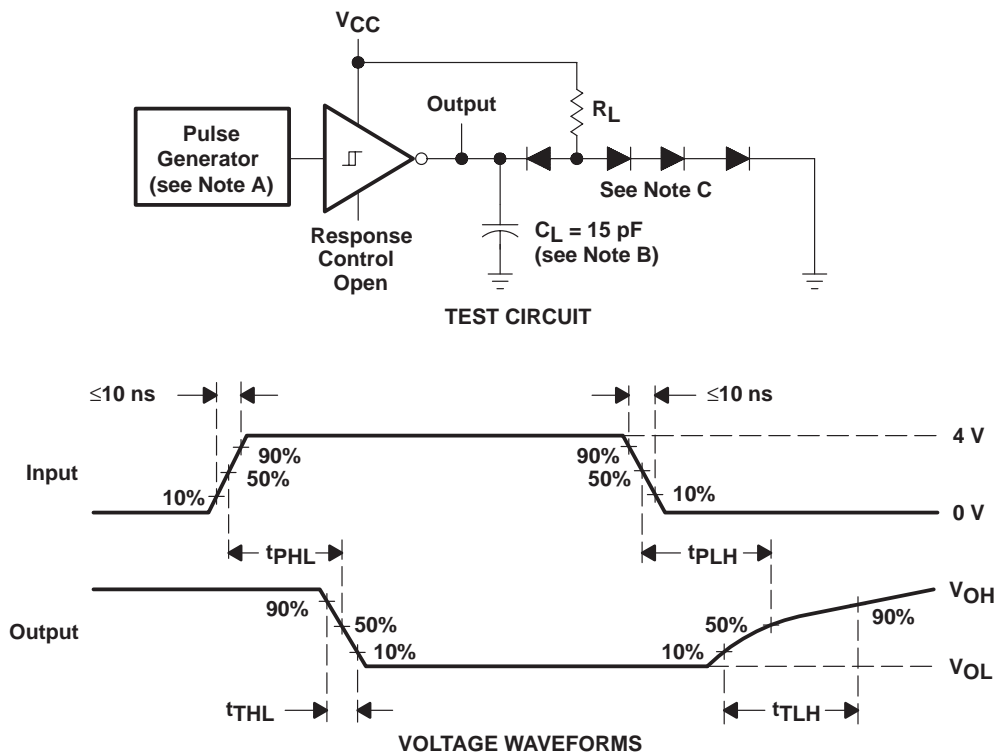 VCC
Output
RL
Pulse
Generator
(see Note A)
See Note C
Response
Control
Open
CL = 15 pF
(see Note B)
TEST CIRCUIT
≤10 ns
≤10 ns
4 V
Input
90%
50%
10%
90%
50%
10%
0 V
tPHL
tPLH
VOH
Output
90%
50%
10%
50%
10%
90%
VOL
tTHL
tTLH
VOLTAGE WAVEFORMS